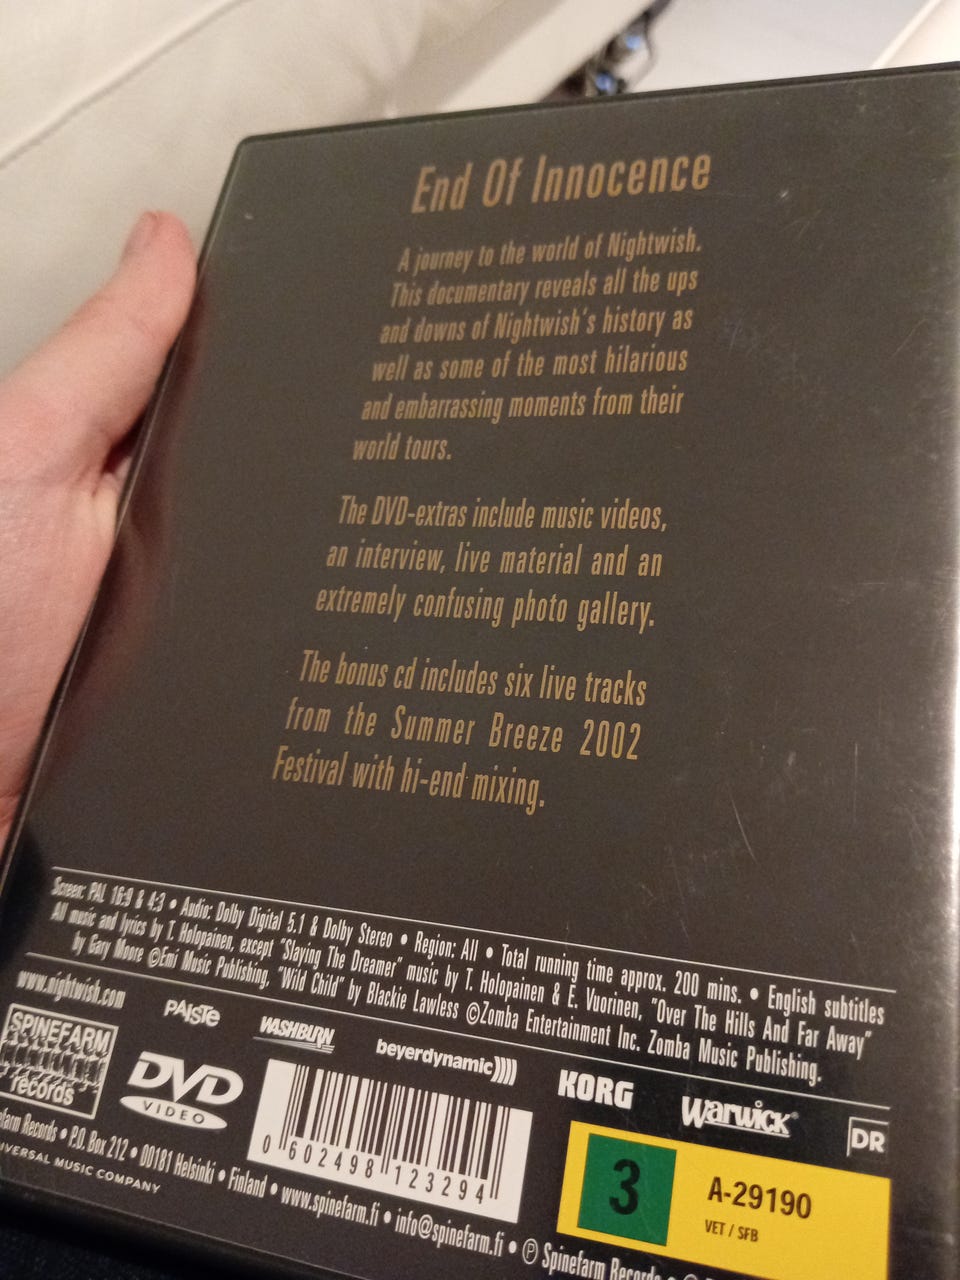 End Of Innocence
A journey to the world of Nightwish.
This documentary reveals all the ups
and downs of Nightwish's history as
well as some of the most hilarious
and embarrassing moments from their
world tours.
The DVD-extras include music videos,
an interview, live material and an
extremely confusing photo gallery.
The bonus cd includes six live tracks
from the Summer Breeze 2002
Festival with hi-end mixing.
Screen: PAL 16:9 & 4:3 • Audio: Dolby Digital 5.1 & Dolby Stereo • Region: All • Total running time approx. 200 mins. • English subtitles
All music and lyrics by T. Holopainen, except "Slaying The Dreamer" music by T. Holopainen & E. Vuorinen, "Over The Hills And Far Away"
by Gary Moore ©Emi Music Publishing, "Wild Child" by Blackie Lawless ©Zomba Entertainment Inc. Zomba Music Publishing.
www.nightwish.com
PAISTE
WASHBURN
beyerdynamic
KORG
Warwick
DR
SPINEFARM
records
DVD
VIDEO
0 602498 123294
3
A-29190
VET / SFB
Records • P.O. Box 212 • 00181 Helsinki • Finland • www.spinefarm.fi • info@spinefarm.fi • ℗ Spinefarm Records
MUSIC COMPANY